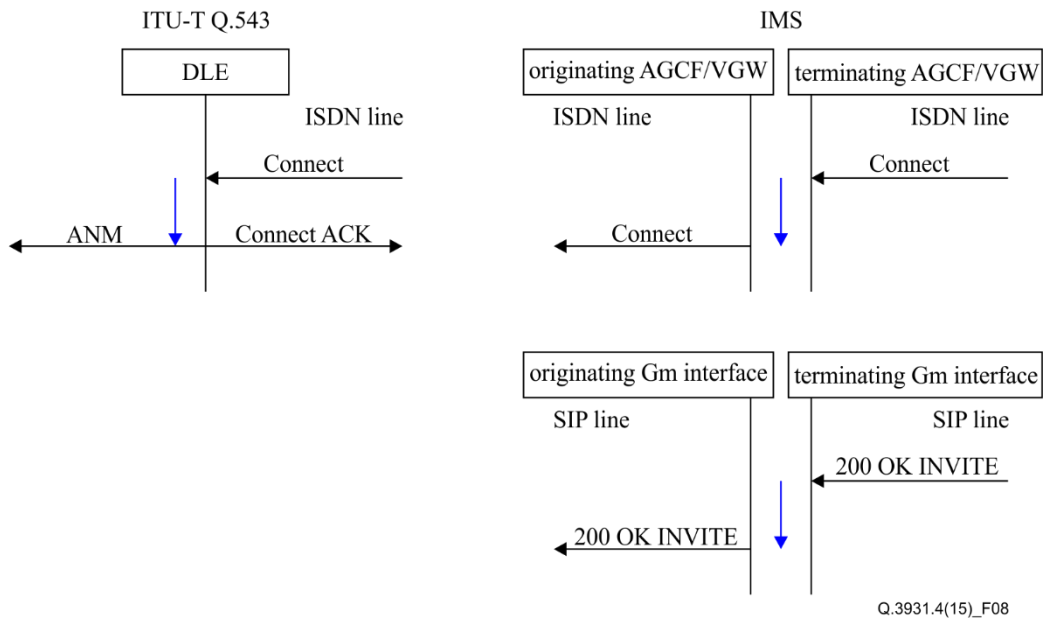 ITU-T Q.543
DLE
ISDN line
Connect
ANM
Connect ACK
IMS
originating AGCF/VGW
terminating AGCF/VGW
ISDN line
ISDN line
Connect
Connect
originating Gm interface
terminating Gm interface
SIP line
SIP line
200 OK INVITE
200 OK INVITE
Q.3931.4(15)_F08